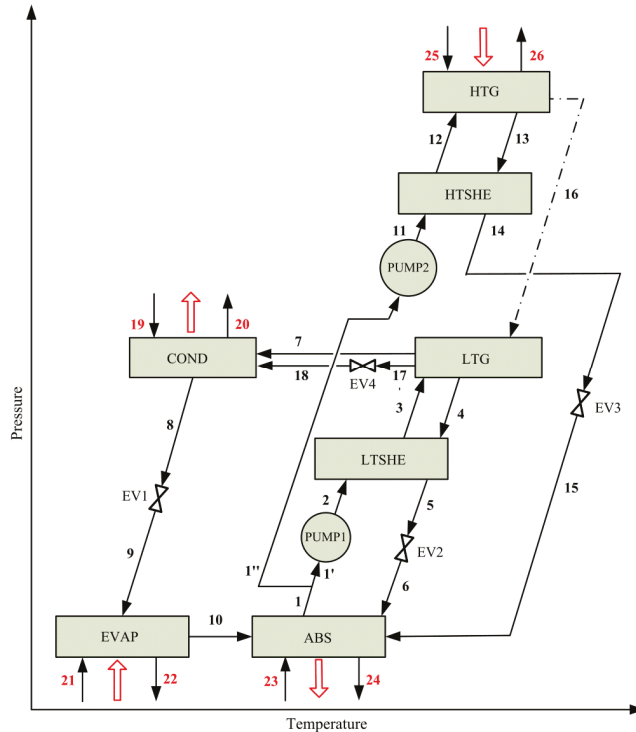 25 26
HTG
12 13
HTSHE
16
11 14
PUMP2
19 20
7
COND LTG
18 17
EV4
3 4
8 EV3
Pressure
LTSHE
EV1 2 5 15
PUMP1
EV2
9
1'' 1'
1 6
10
EVAP ABS
21 22 23 24
Temperature